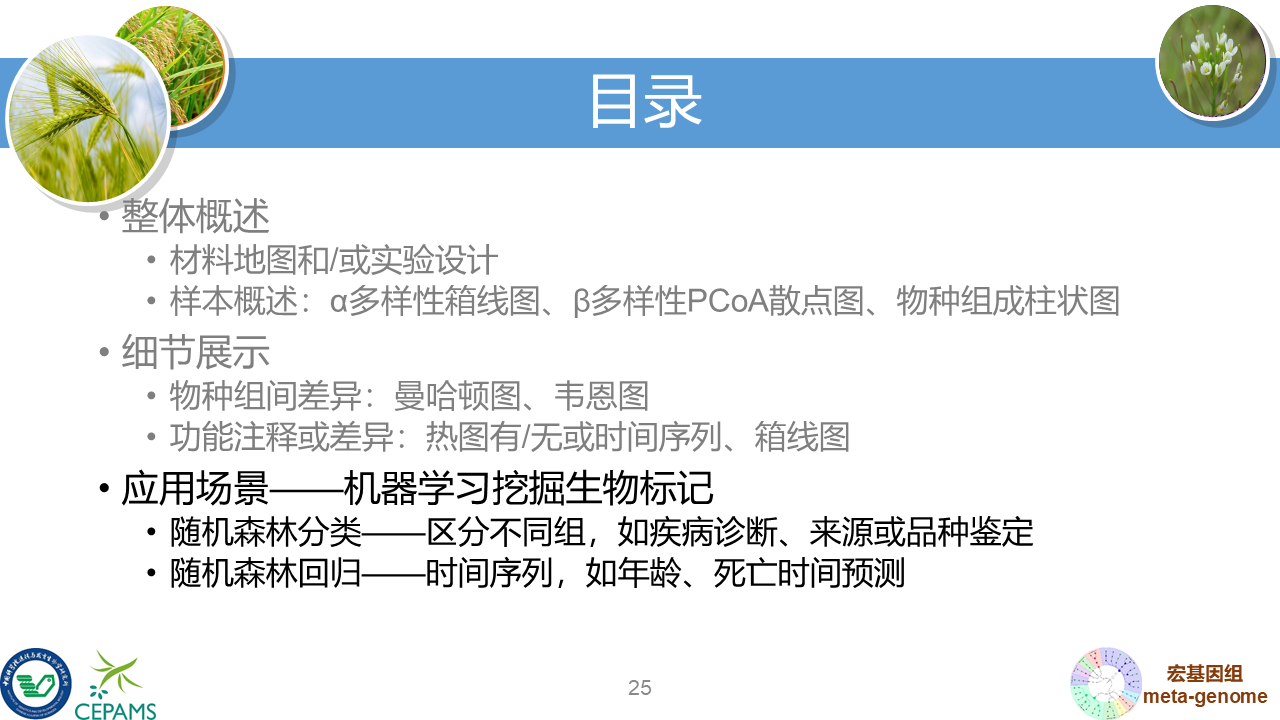 目录
• 整体概述
• 材料地图和/或实验设计
• 样本概述：α多样性箱线图、β多样性PCoA散点图、物种组成柱状图
• 细节展示
• 物种组间差异：曼哈顿图、韦恩图
• 功能注释或差异：热图有/无或时间序列、箱线图
• 应用场景——机器学习挖掘生物标记
• 随机森林分类——区分不同组，如疾病诊断、来源或品种鉴定
• 随机森林回归——时间序列，如年龄、死亡时间预测
CEPAMS
25
宏基因组
meta-genome